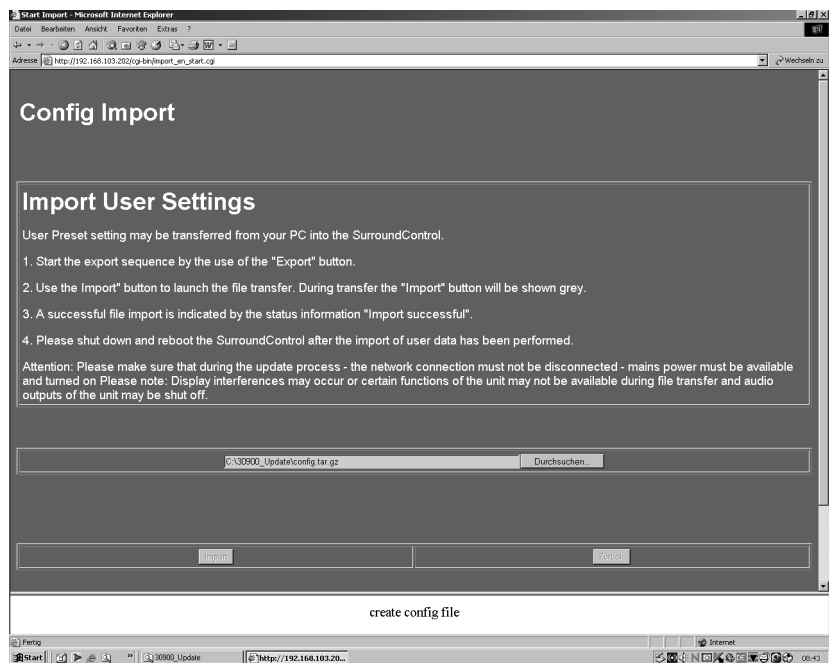 Start Import - Microsoft Internet Explorer
Datei Bearbeiten Ansicht Favoriten Extras ?
Adresse http://192.168.103.202/cgi-bin/import_en_start.cgi Wechseln zu
Config Import
Import User Settings
User Preset setting may be transferred from your PC into the SurroundControl.
1. Start the export sequence by the use of the "Export" button.
2. Use the Import" button to launch the file transfer. During transfer the "Import" button will be shown grey.
3. A successful file import is indicated by the status information "Import successful".
4. Please shut down and reboot the SurroundControl after the import of user data has been performed.
Attention: Please make sure that during the update process - the network connection must not be disconnected - mains power must be available
and turned on Please note: Display interferences may occur or certain functions of the unit may not be available during file transfer and audio
outputs of the unit may be shut off.
C:\30900_Update\config.tar.gz Durchsuchen...
Import Zurück
create config file
Fertig Internet
Start 30900_Update http://192.168.103.20... 08:43